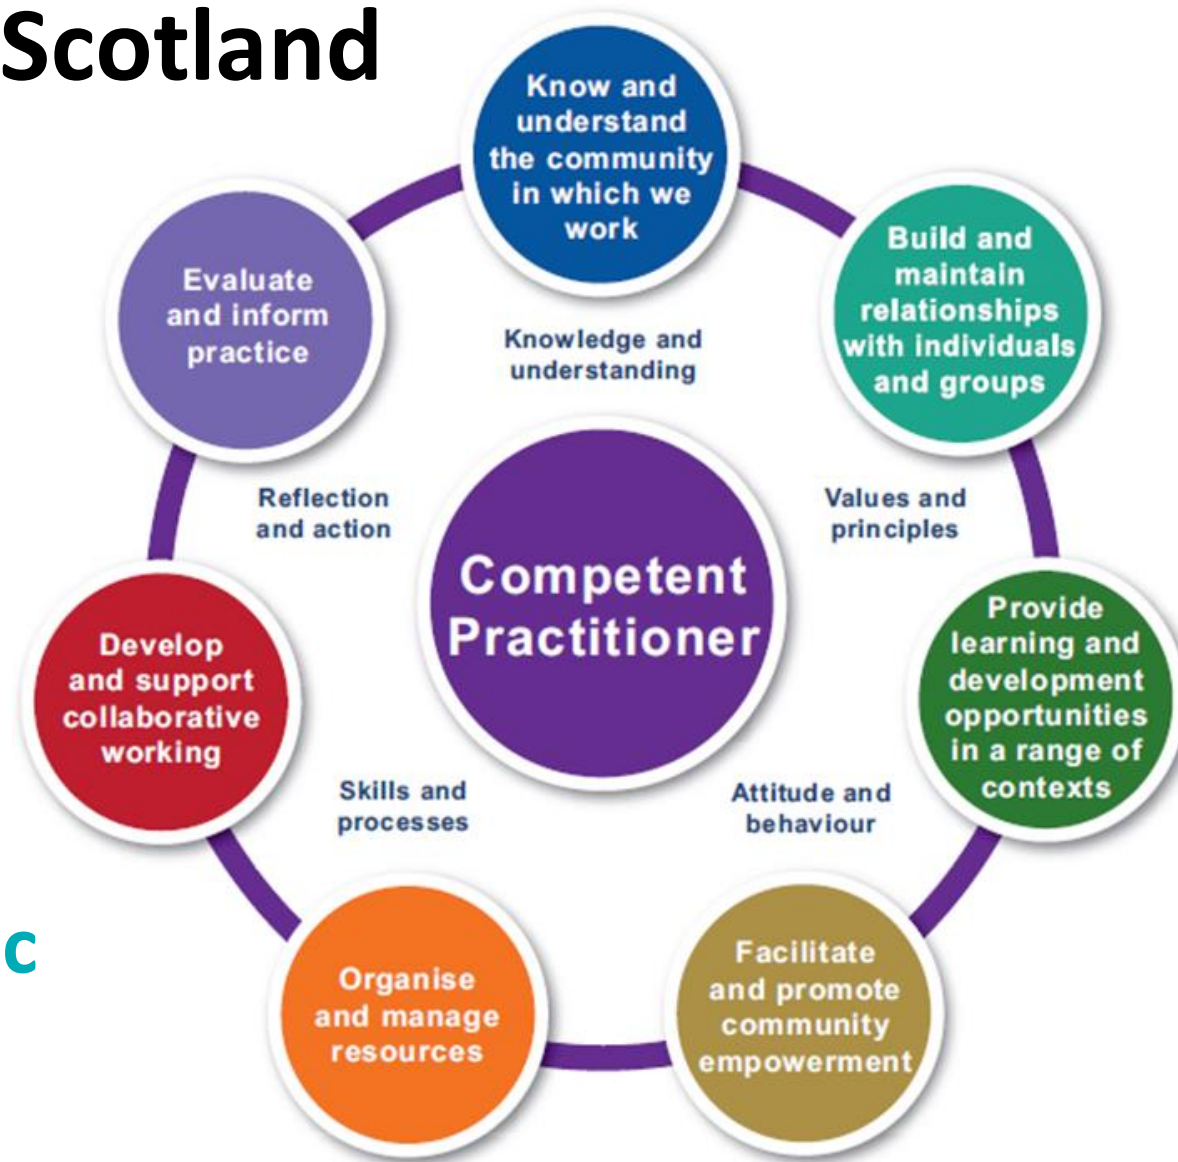 Scotland
Know and
understand
the community
in which we
work
Build and
maintain
relationships
with individuals
and groups
Provide
learning and
development
opportunities
in a range of
contexts
Facilitate
and promote
community
empowerment
Organise
and manage
resources
Develop
and support
collaborative
working
Evaluate
and inform
practice
Knowledge and
understanding
Values and
principles
Attitude and
behaviour
Skills and
processes
Reflection
and action
Competent
Practitioner
c